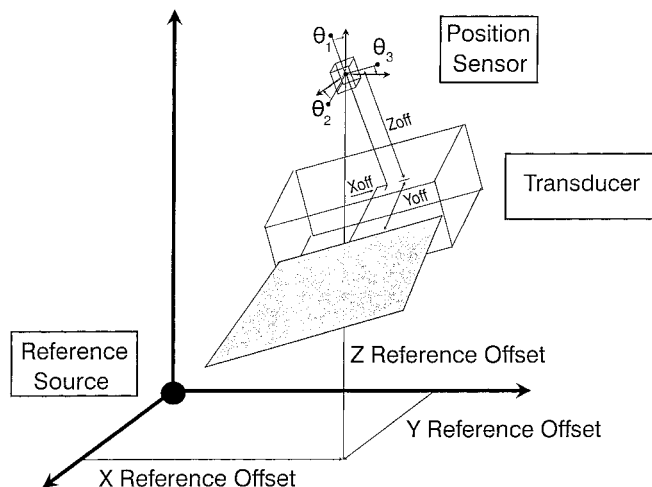 θ1
θ3
θ2
Position
Sensor
Zoff
Xoff
Yoff
Transducer
Reference
Source
Z Reference Offset
Y Reference Offset
X Reference Offset